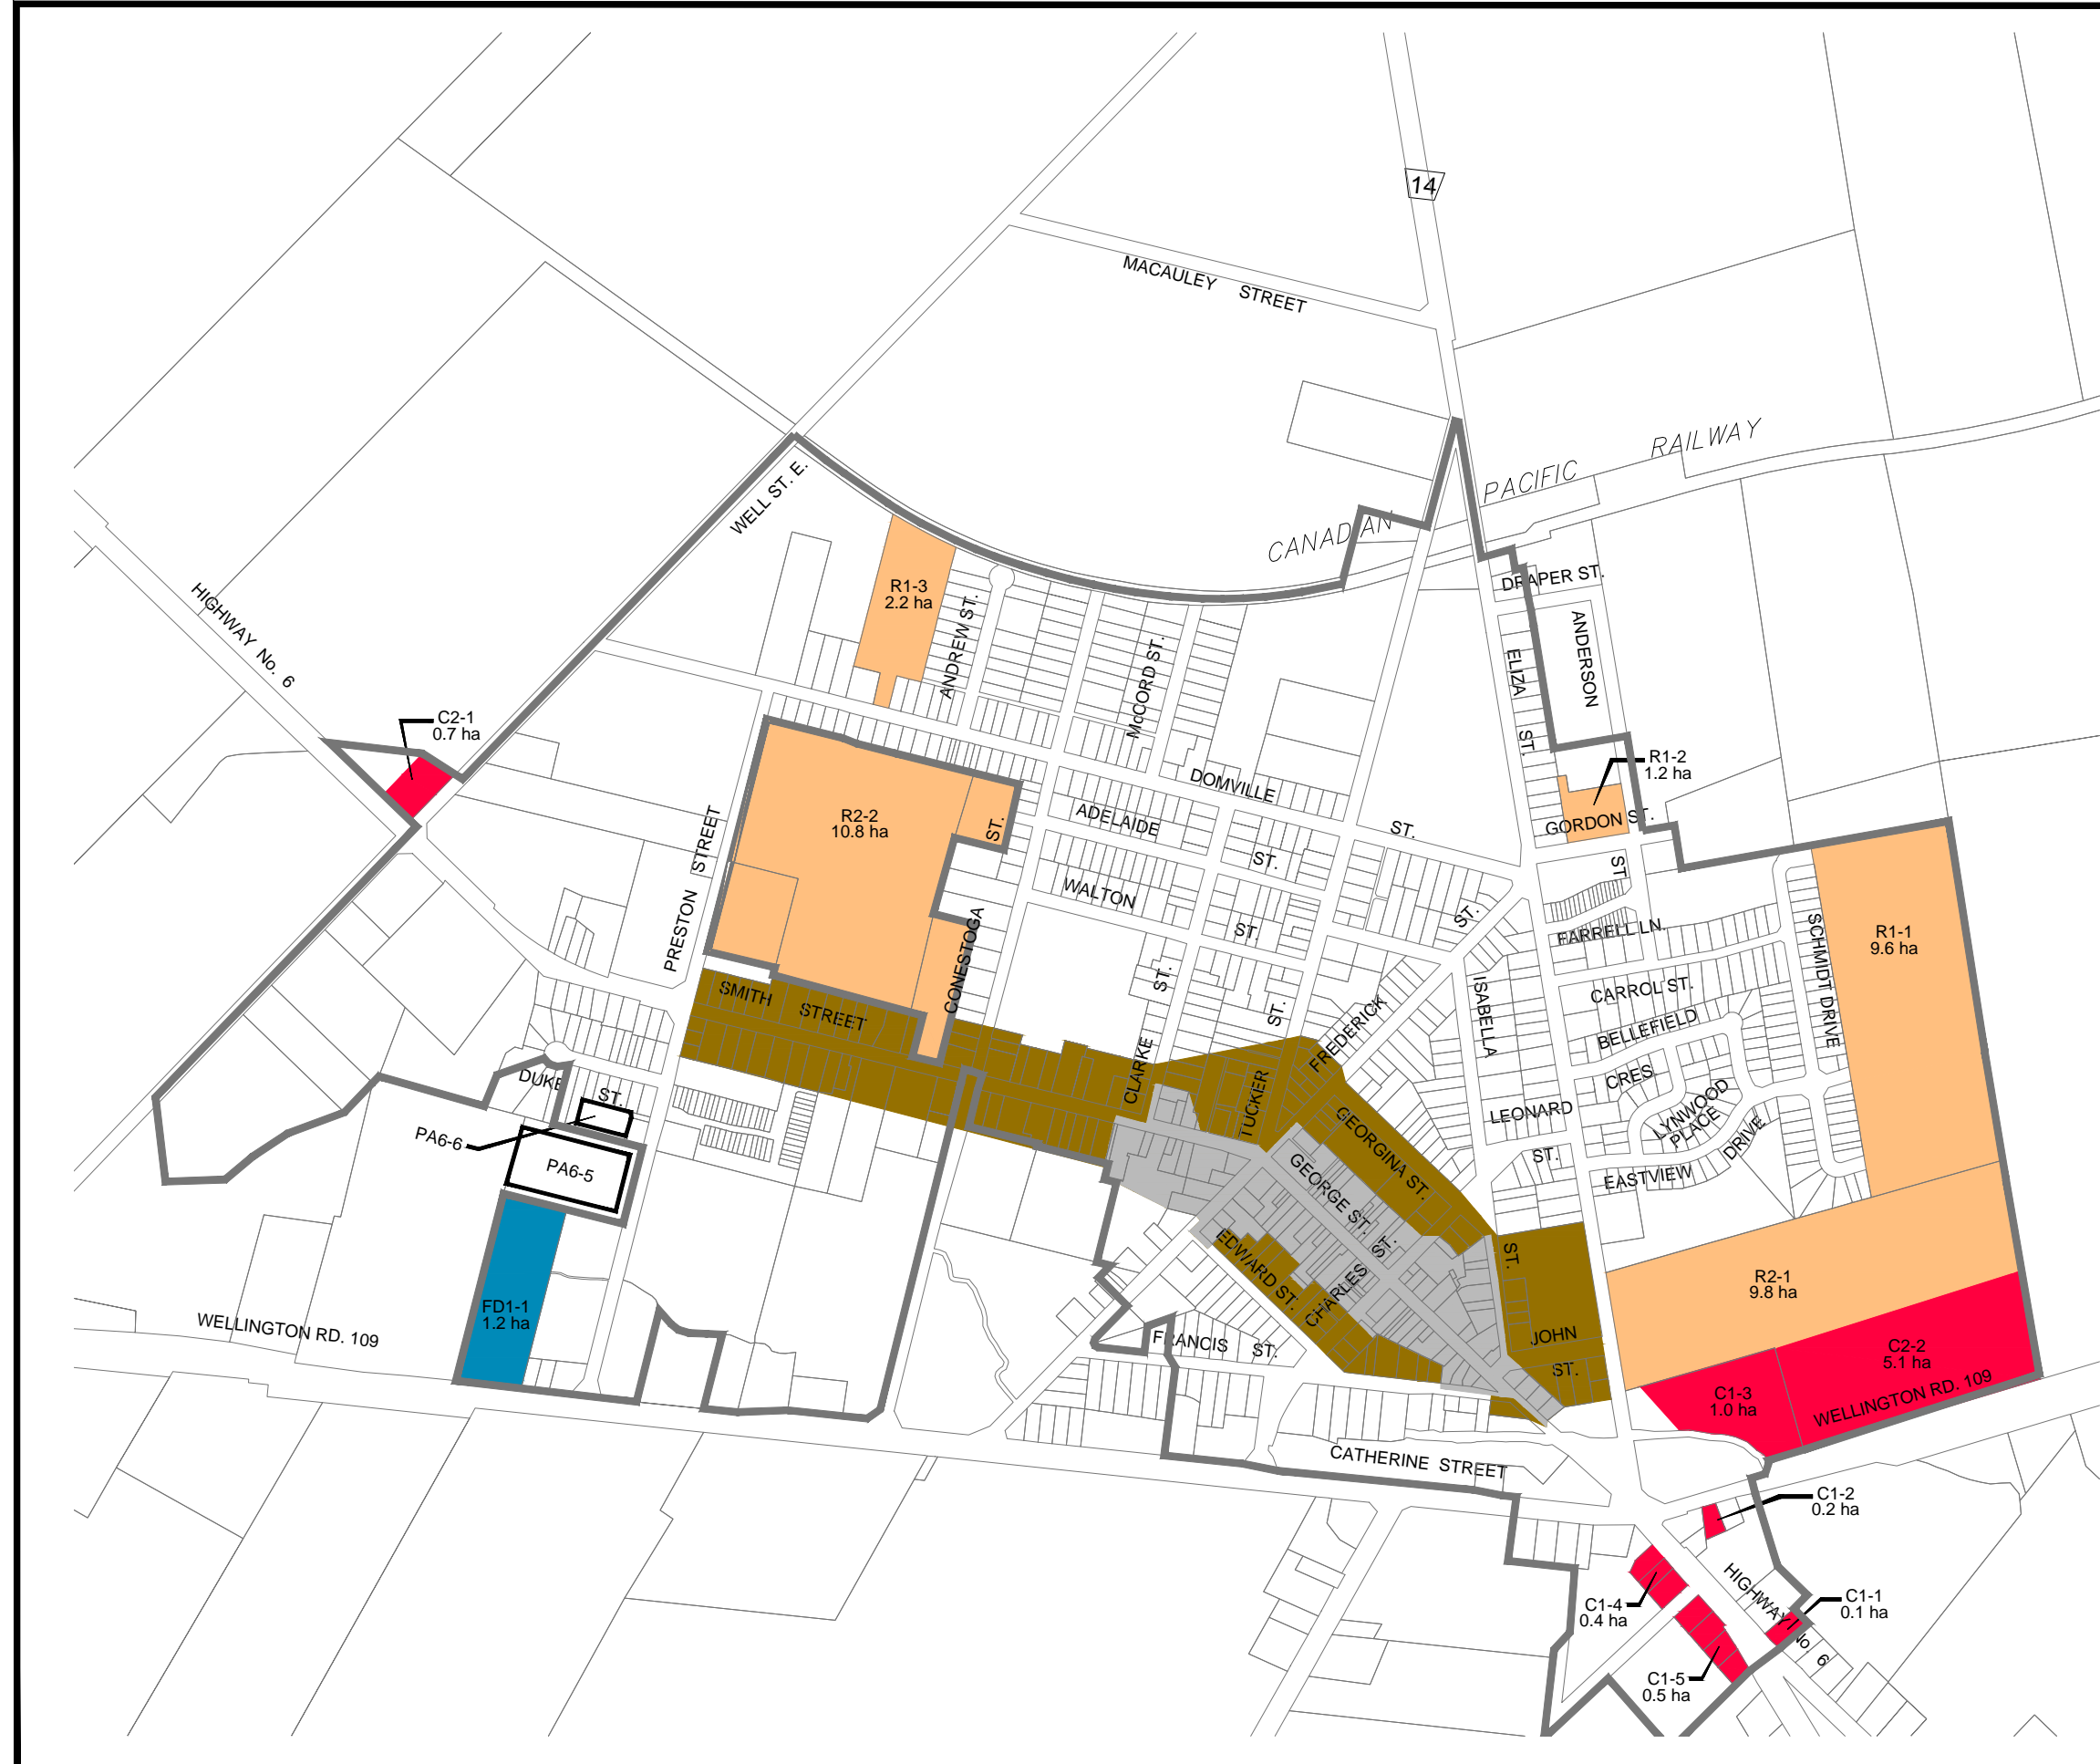 14
MACAULEY STREET
CANADIAN PACIFIC RAILWAY
WELL ST. E.
HIGHWAY No. 6
R1-3
2.2 ha
ANDREW ST.
McCORD ST.
DRAPER ST.
ANDERSON
ST
ELIZA ST.
C2-1
0.7 ha
R1-2
1.2 ha
GORDON ST.
DOMVILLE ST.
ADELAIDE ST.
WALTON ST.
R2-2
10.8 ha
PRESTON STREET
CONESTOGA ST.
SMITH STREET
CLARKE ST.
TUCKER ST.
FREDERICK ST.
ISABELLA ST.
FARRELL LN.
CARROL ST.
BELLEFIELD CRES.
SCHMIDT DRIVE
R1-1
9.6 ha
LEONARD ST.
LYNWOOD
PLACE
EASTVIEW DRIVE
DUKE ST.
PA6-6
PA6-5
GEORGINA ST.
GEORGE ST.
EDWARD ST.
CHARLES ST.
FRANCIS ST.
JOHN ST.
R2-1
9.8 ha
FD1-1
1.2 ha
WELLINGTON RD. 109
C2-2
5.1 ha
C1-3
1.0 ha
WELLINGTON RD. 109
CATHERINE STREET
C1-2
0.2 ha
HIGHWAY No. 6
C1-1
0.1 ha
C1-4
0.4 ha
C1-5
0.5 ha